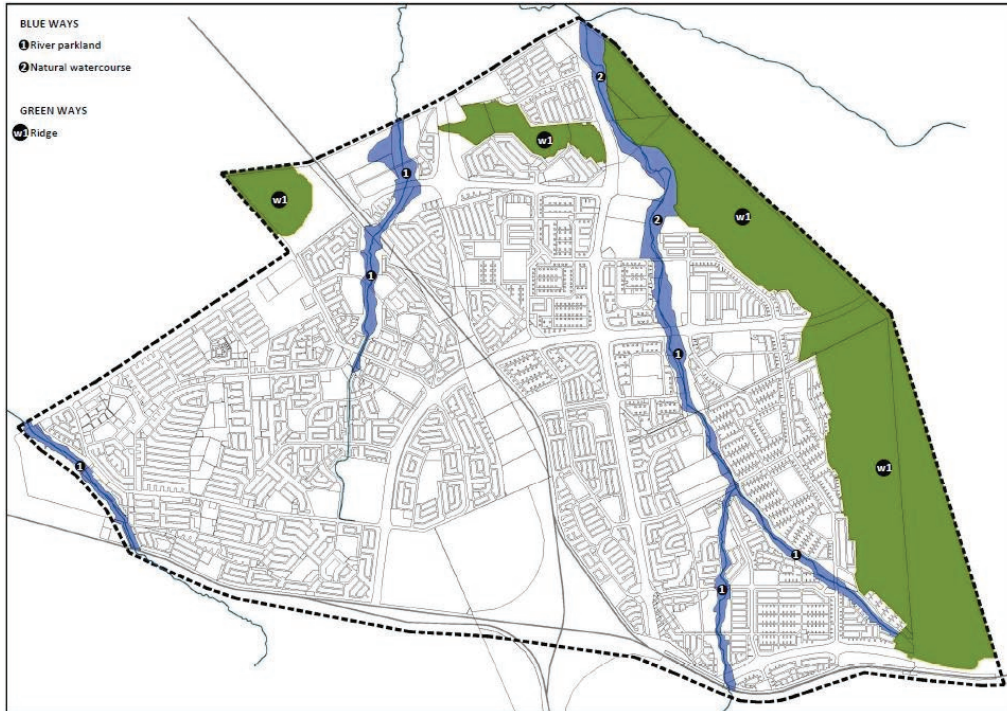 BLUE WAYS
1 River parkland
2 Natural watercourse
GREEN WAYS
w1 Ridge
2
w1
1
w1
2
w1
1
1
w1
1
1
1